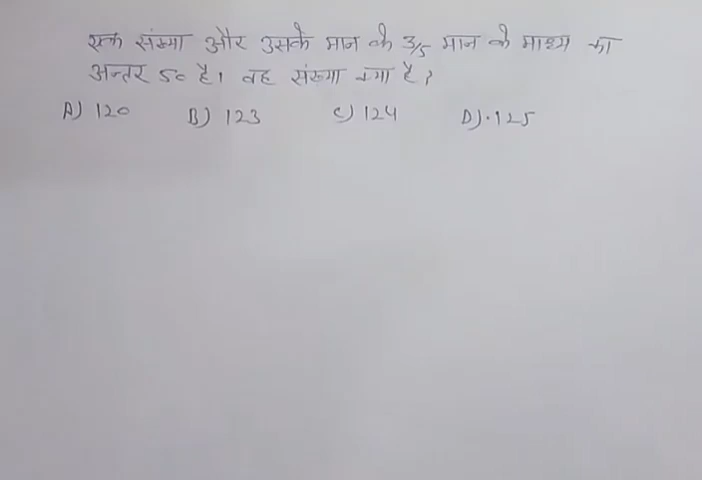 एक संख्या और उसके मान के 3/5 मान के माध्य का
अन्तर 50 है। वह संख्या क्या है?
A) 120 B) 123 C) 124 D) 125